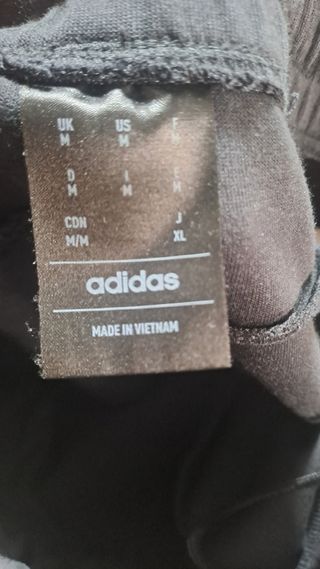 UK US F
M M M
D I E
M M M
CDN J
M/M XL
adidas
MADE IN VIETNAM